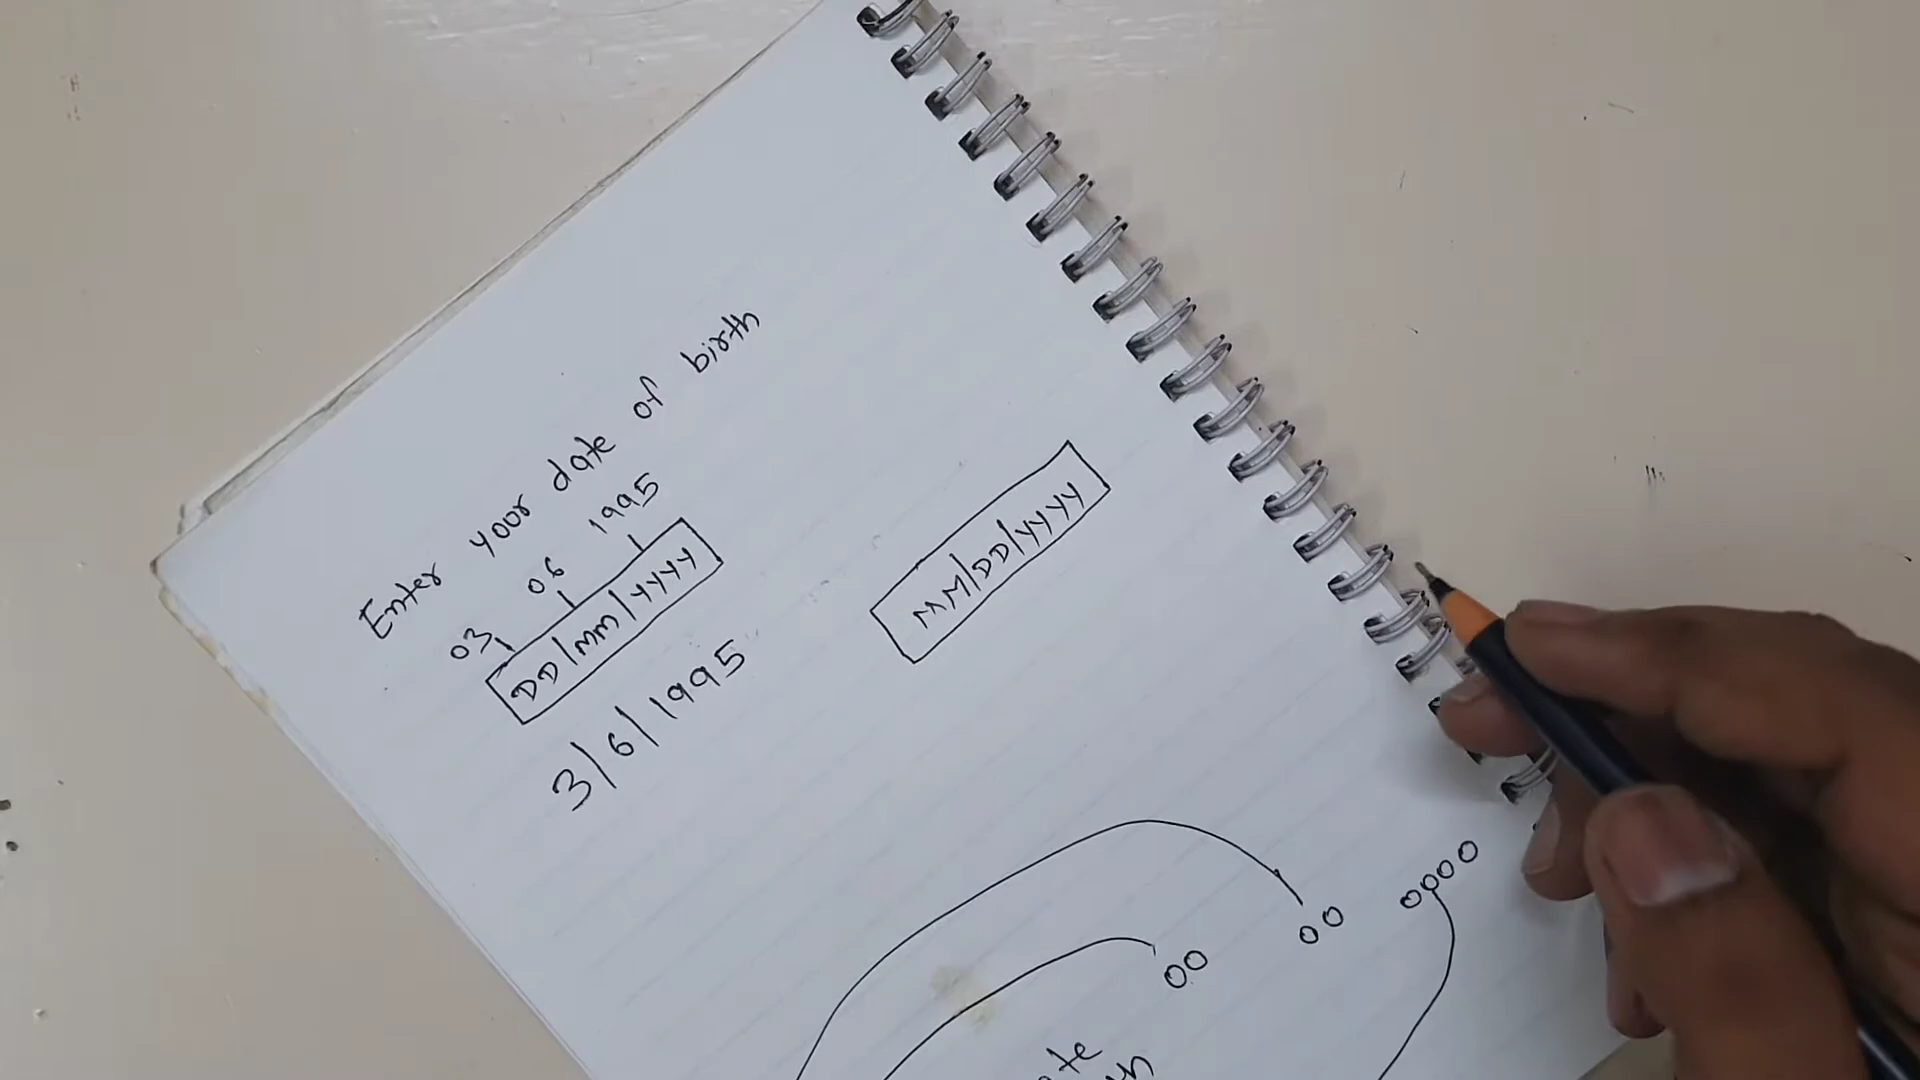 Enter your date of birth
03 06 1995
DD/MM/YYYY
3/6/1995
MM/DD/YYYY
00 00 0000